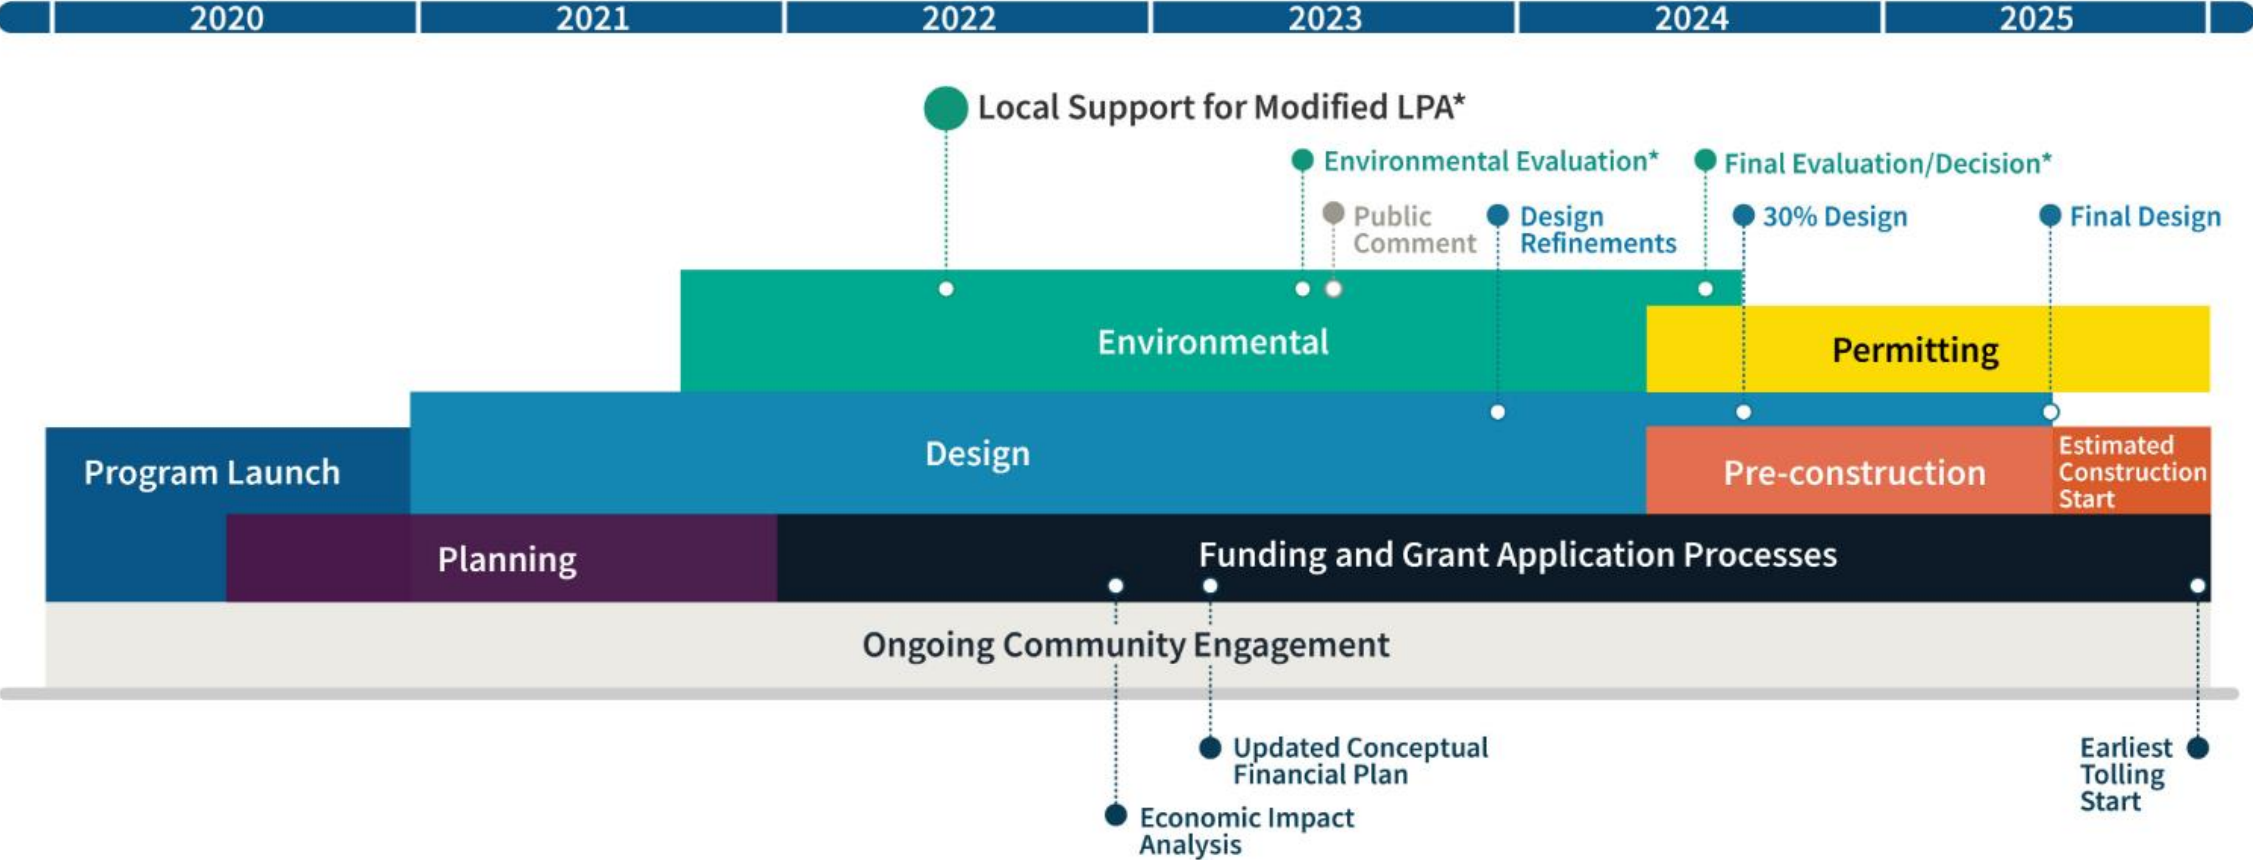 2020 2021 2022 2023 2024 2025
Local Support for Modified LPA*
Environmental Evaluation*
Final Evaluation/Decision*
Public
Comment
Design
Refinements
30% Design
Final Design
Environmental
Permitting
Program Launch
Design
Pre-construction
Estimated
Construction
Start
Planning
Funding and Grant Application Processes
Ongoing Community Engagement
Updated Conceptual
Financial Plan
Earliest
Tolling
Start
Economic Impact
Analysis